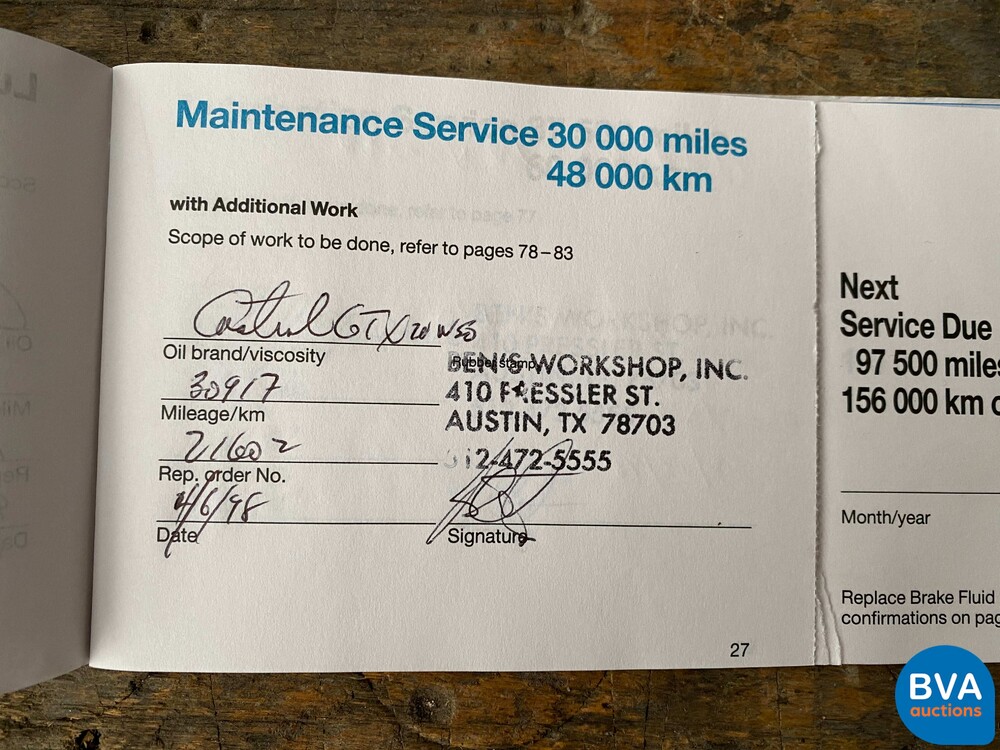 Maintenance Service 30 000 miles
48 000 km
with Additional Work
Scope of work to be done, refer to pages 78–83
Castrol GTX 20W50
Oil brand/viscosity
Rubber stamp
BEN'S WORKSHOP, INC.
30917
410 PRESSLER ST.
Mileage/km
AUSTIN, TX 78703
21602
512-472-5555
Rep. order No.
4/6/98
Date
Signature
27
Next
Service Due
97 500 miles
156 000 km
Month/year
Replace Brake Fluid
confirmations on
BVA
auctions